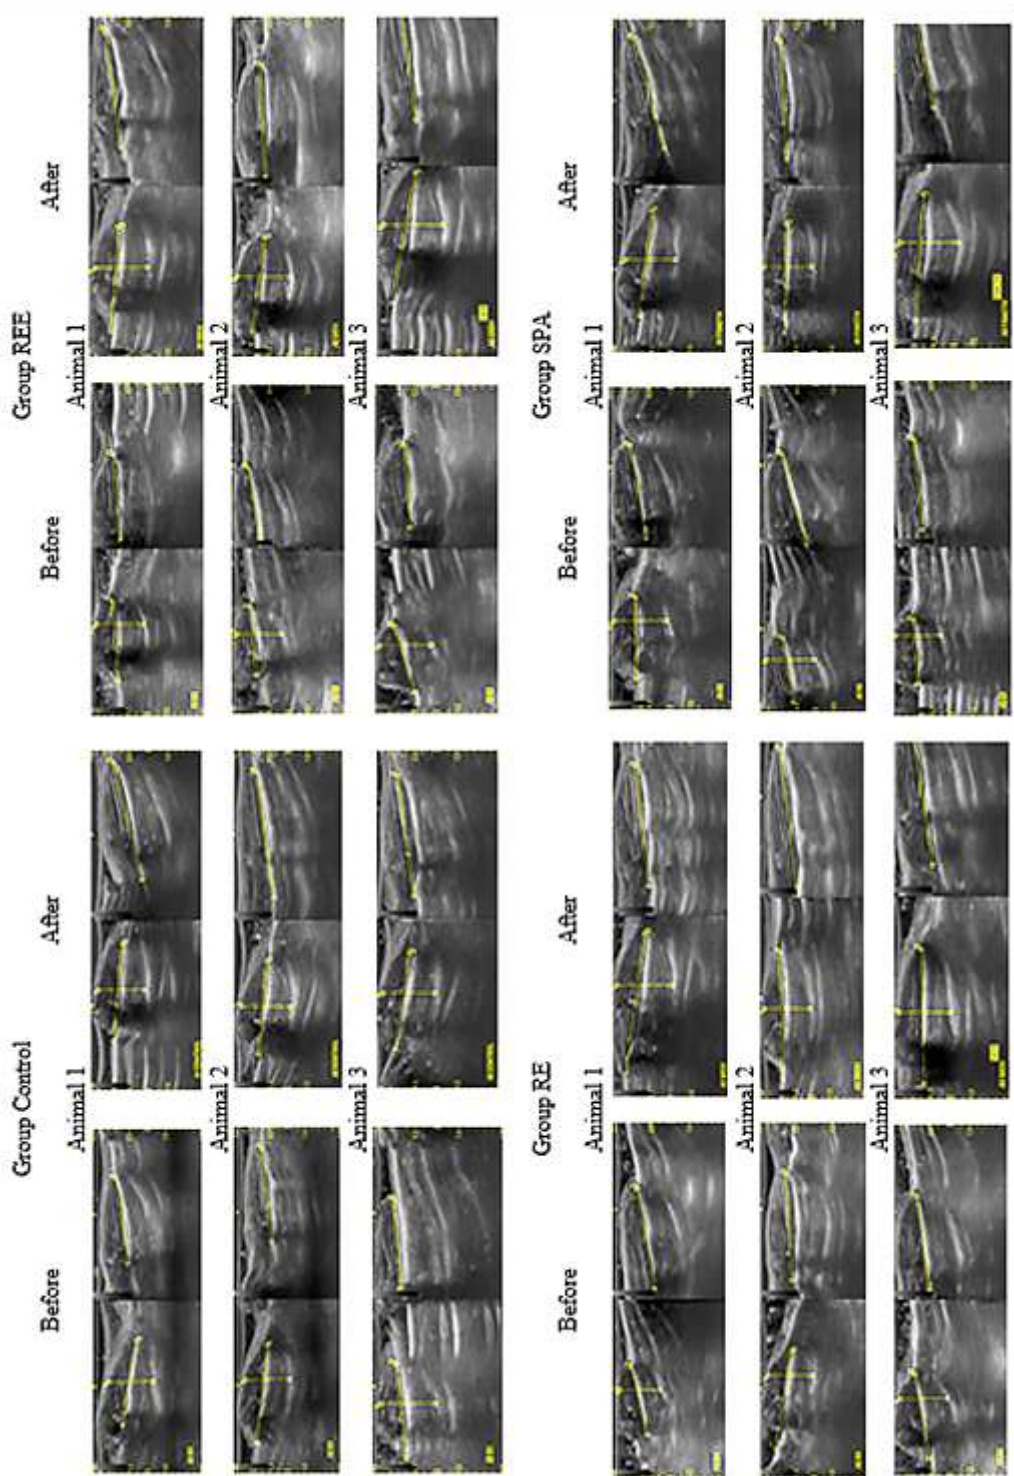 Group Control
Group REE
Before
After
Before
After
Animal 1
Animal 1
Animal 2
Animal 2
Animal 3
Animal 3
Group RE
Group SPA
Before
After
Before
After
Animal 1
Animal 1
Animal 2
Animal 2
Animal 3
Animal 3